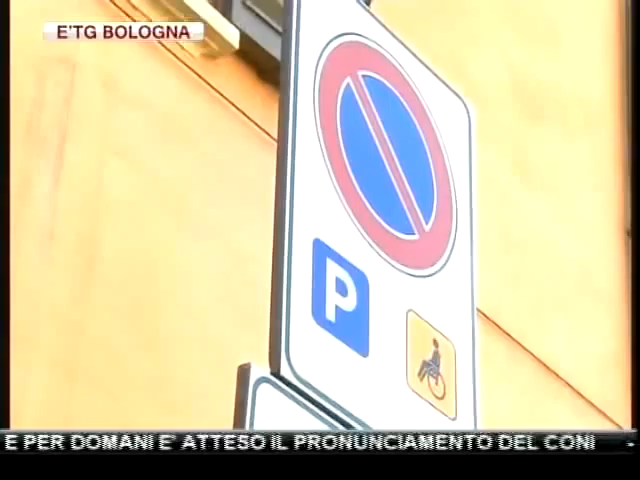 E'TG BOLOGNA
P
E PER DOMANI E' ATTESO IL PRONUNCIAMENTO DEL CONI -